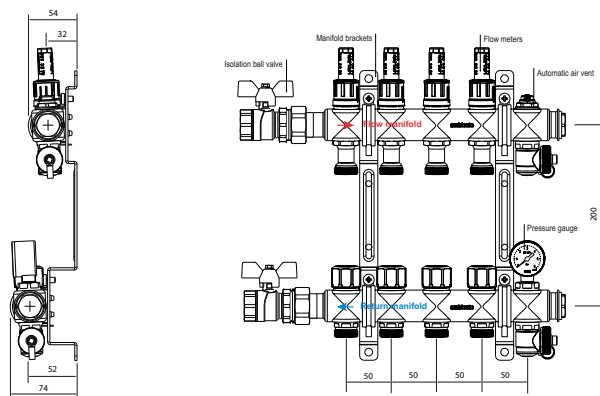 54
32
Manifold brackets
Flow meters
Isolation ball valve
Automatic air vent
Flow manifold
200
Pressure gauge
Return manifold
50
50
50
50
52
74